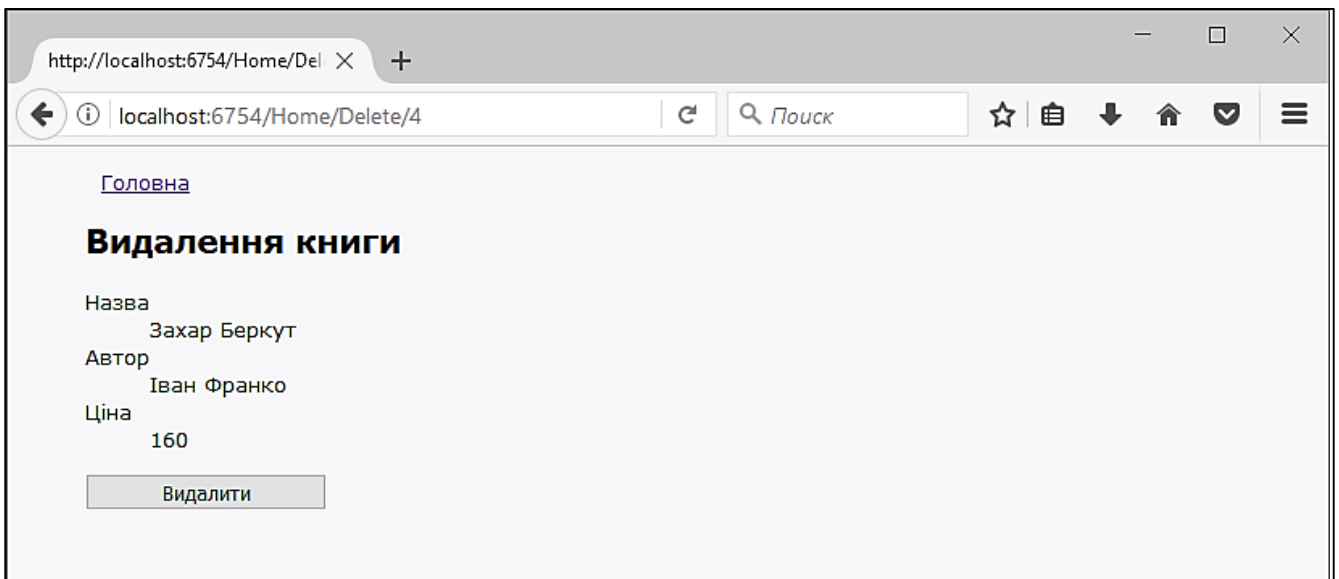 http://localhost:6754/Home/Del
localhost:6754/Home/Delete/4
Поиск
Головна
Видалення книги
Назва
Захар Беркут
Автор
Іван Франко
Ціна
160
Видалити